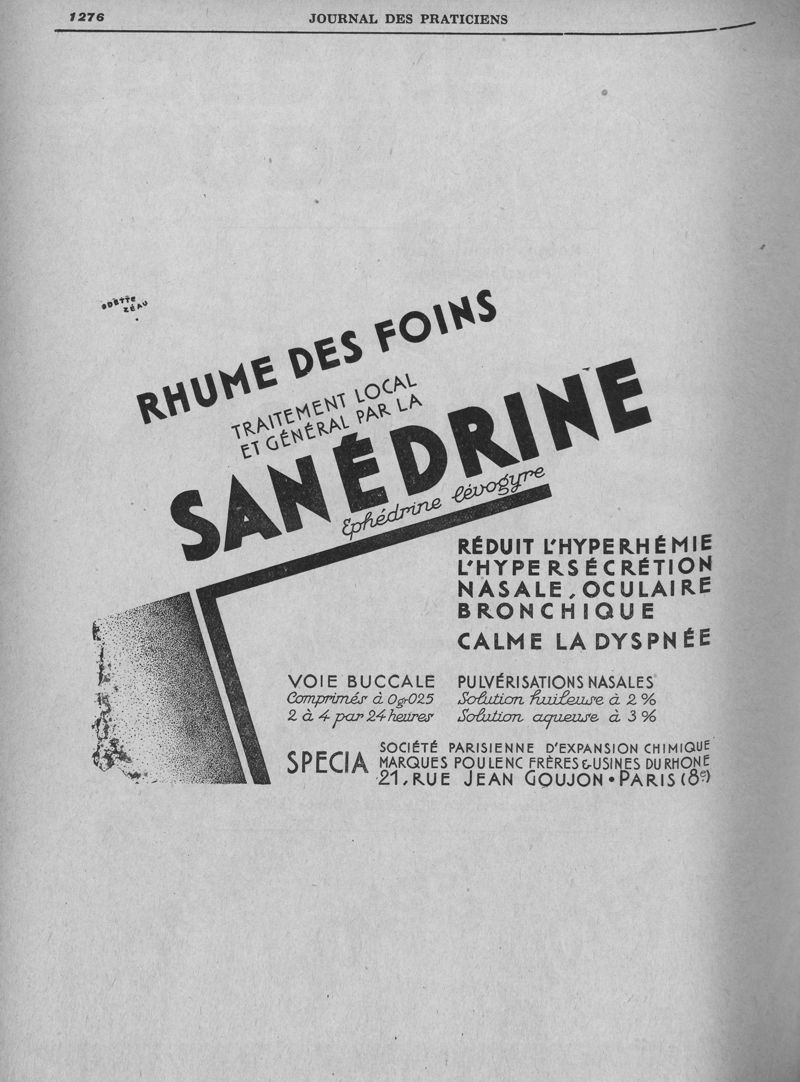 1276
JOURNAL DES PRATICIENS
ODETTE
ZÉAU
RHUME DES FOINS
TRAITEMENT LOCAL
ET GÉNÉRAL PAR LA
SANÉDRINE
Ephédrine lévogyre
RÉDUIT L'HYPERHÉMIE
L'HYPERSÉCRÉTION
NASALE, OCULAIRE
BRONCHIQUE
CALME LA DYSPNÉE
VOIE BUCCALE
Comprimés à 0gr025
2 à 4 par 24 heures
PULVÉRISATIONS NASALES
Solution huileuse à 2 %
Solution aqueuse à 3 %
SPECIA
SOCIÉTÉ PARISIENNE D'EXPANSION CHIMIQUE
MARQUES POULENC FRÈRES & USINES DU RHONE
21, RUE JEAN GOUJON • PARIS (8e)